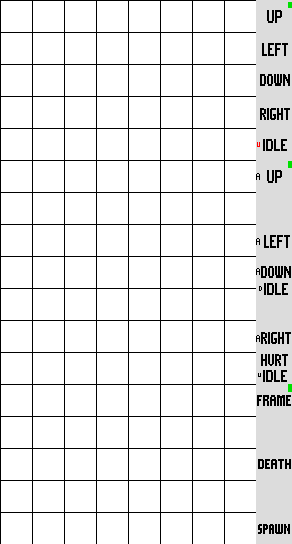 UP
LEFT
DOWN
RIGHT
U IDLE
A UP
A LEFT
A DOWN
D IDLE
A RIGHT
HURT
U IDLE
FRAME
DEATH
SPAWN